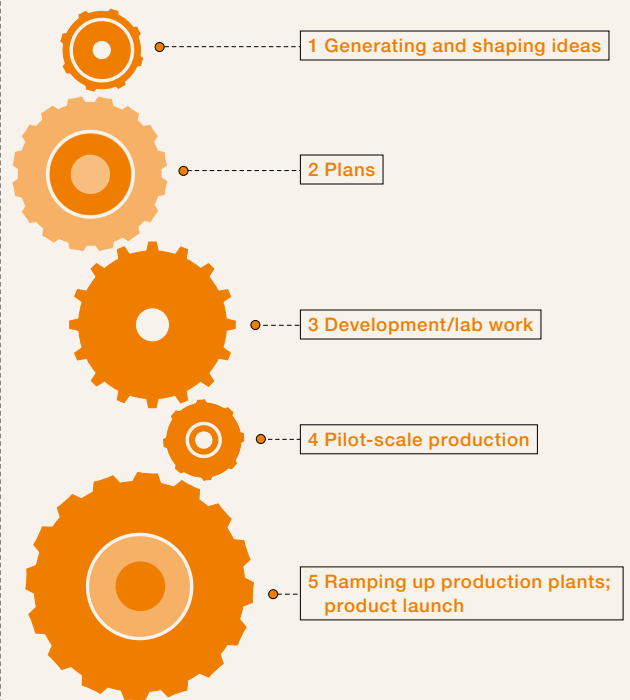 1 Generating and shaping ideas
2 Plans
3 Development/lab work
4 Pilot-scale production
5 Ramping up production plants;
product launch